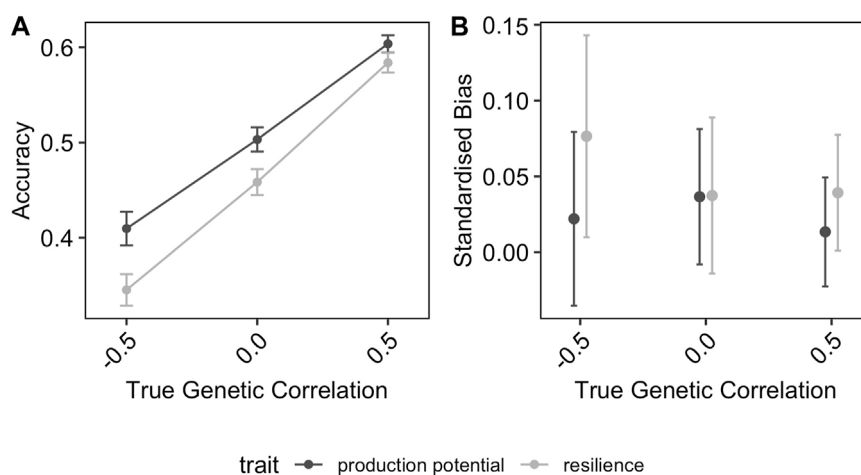 A
B
Accuracy
0.6
0.5
0.4
-0.5
0.0
0.5
True Genetic Correlation
Standardised Bias
0.15
0.10
0.05
0.00
-0.5
0.0
0.5
True Genetic Correlation
trait production potential resilience